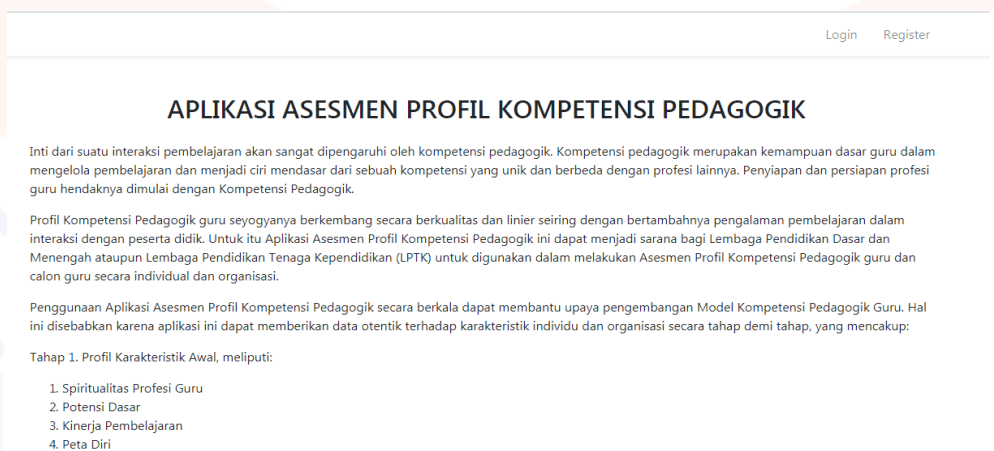 Login Register
APLIKASI ASESMEN PROFIL KOMPETENSI PEDAGOGIK
Inti dari suatu interaksi pembelajaran akan sangat dipengaruhi oleh kompetensi pedagogik. Kompetensi pedagogik merupakan kemampuan dasar guru dalam
mengelola pembelajaran dan menjadi ciri mendasar dari sebuah kompetensi yang unik dan berbeda dengan profesi lainnya. Penyiapan dan persiapan profesi
guru hendaknya dimulai dengan Kompetensi Pedagogik.
Profil Kompetensi Pedagogik guru seyogyanya berkembang secara berkualitas dan linier seiring dengan bertambahnya pengalaman pembelajaran dalam
interaksi dengan peserta didik. Untuk itu Aplikasi Asesmen Profil Kompetensi Pedagogik ini dapat menjadi sarana bagi Lembaga Pendidikan Dasar dan
Menengah ataupun Lembaga Pendidikan Tenaga Kependidikan (LPTK) untuk digunakan dalam melakukan Asesmen Profil Kompetensi Pedagogik guru dan
calon guru secara individual dan organisasi.
Penggunaan Aplikasi Asesmen Profil Kompetensi Pedagogik secara berkala dapat membantu upaya pengembangan Model Kompetensi Pedagogik Guru. Hal
ini disebabkan karena aplikasi ini dapat memberikan data otentik terhadap karakteristik individu dan organisasi secara tahap demi tahap, yang mencakup:
Tahap 1. Profil Karakteristik Awal, meliputi:
1. Spiritualitas Profesi Guru
2. Potensi Dasar
3. Kinerja Pembelajaran
4. Peta Diri